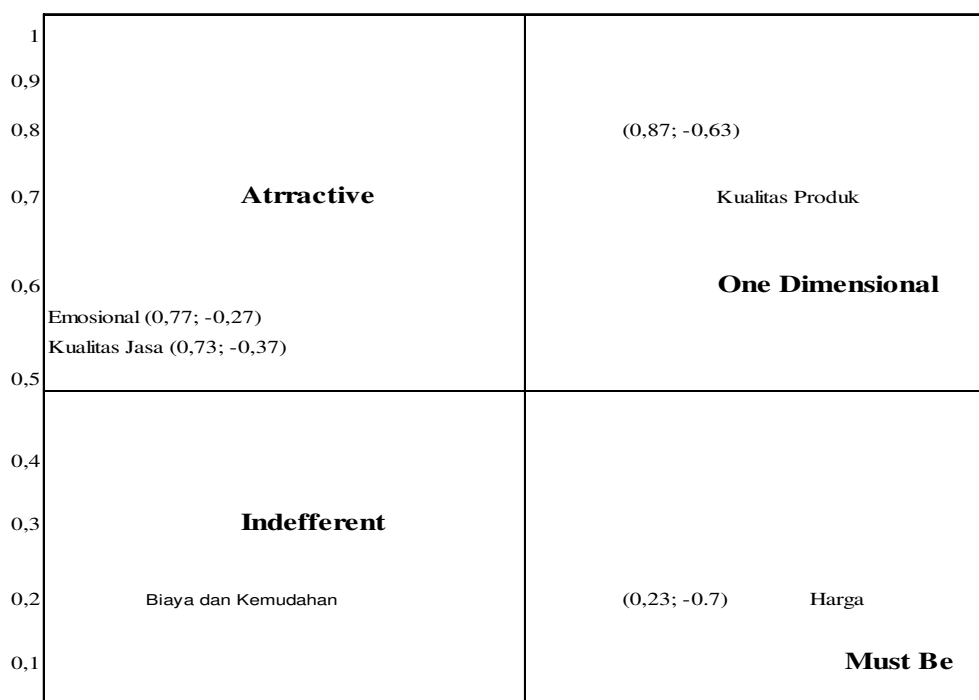 1
0,9
0,8 (0,87; -0,63)
0,7 Atrractive Kualitas Produk
0,6 One Dimensional
Emosional (0,77; -0,27)
Kualitas Jasa (0,73; -0,37)
0,5
0,4
0,3 Indefferent
0,2 Biaya dan Kemudahan (0,23; -0.7) Harga
0,1 Must Be